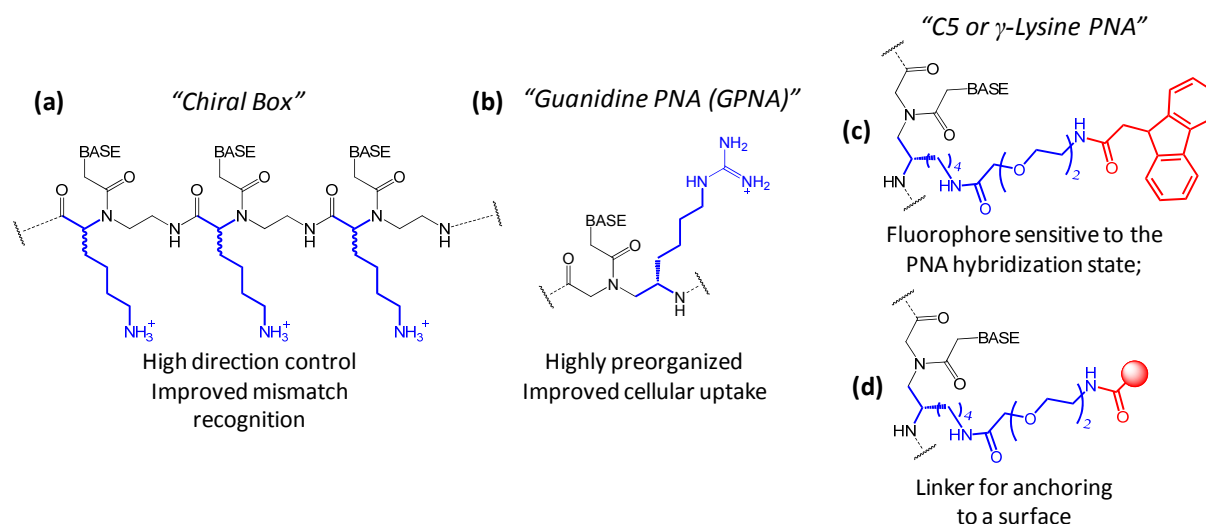 (a)
“Chiral Box”
BASE
BASE
BASE
O
O
O
O
O
O
N
N
H
N
N
H
N
N
H
NH3+
NH3+
NH3+
High direction control
Improved mismatch
recognition
(b)
“Guanidine PNA (GPNA)”
NH2
HN
NH2
+
BASE
O
O
N
N
H
Highly preorganized
Improved cellular uptake
“C5 or γ-Lysine PNA”
(c)
O
BASE
N
O
H
N
4
O
O
2
HN
N
H
O
Fluorophore sensitive to the
PNA hybridization state;
(d)
O
BASE
N
O
H
N
4
O
O
2
HN
N
H
O
Linker for anchoring
to a surface